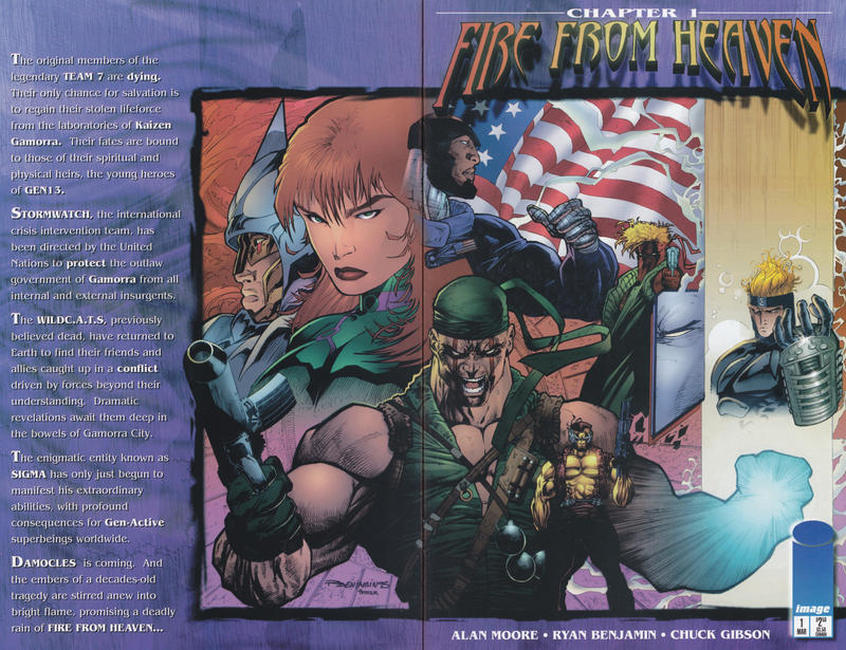 The original members of the
legendary TEAM 7 are dying.
Their only chance for salvation is
to regain their stolen lifeforce
from the laboratories of Kaizen
Gamorra. Their fates are bound
to those of their spiritual and
physical heirs, the young heroes
of GEN13.
STORMWATCH, the international
crisis intervention team, has
been directed by the United
Nations to protect the outlaw
government of Gamorra from all
internal and external insurgents.
The WILDC.A.T.S, previously
believed dead, have returned to
Earth to find their friends and
allies caught up in a conflict
driven by forces beyond their
understanding. Dramatic
revelations await them deep in
the bowels of Gamorra City.
The enigmatic entity known as
SIGMA has only just begun to
manifest his extraordinary
abilities, with profound
consequences for Gen-Active
superbeings worldwide.
DAMOCLES is coming. And
the embers of a decades-old
tragedy are stirred anew into
bright flame, promising a deadly
rain of FIRE FROM HEAVEN...
CHAPTER 1
FIRE FROM HEAVEN
BENJAMIN 95
ALAN MOORE • RYAN BENJAMIN • CHUCK GIBSON
image
1
MAR